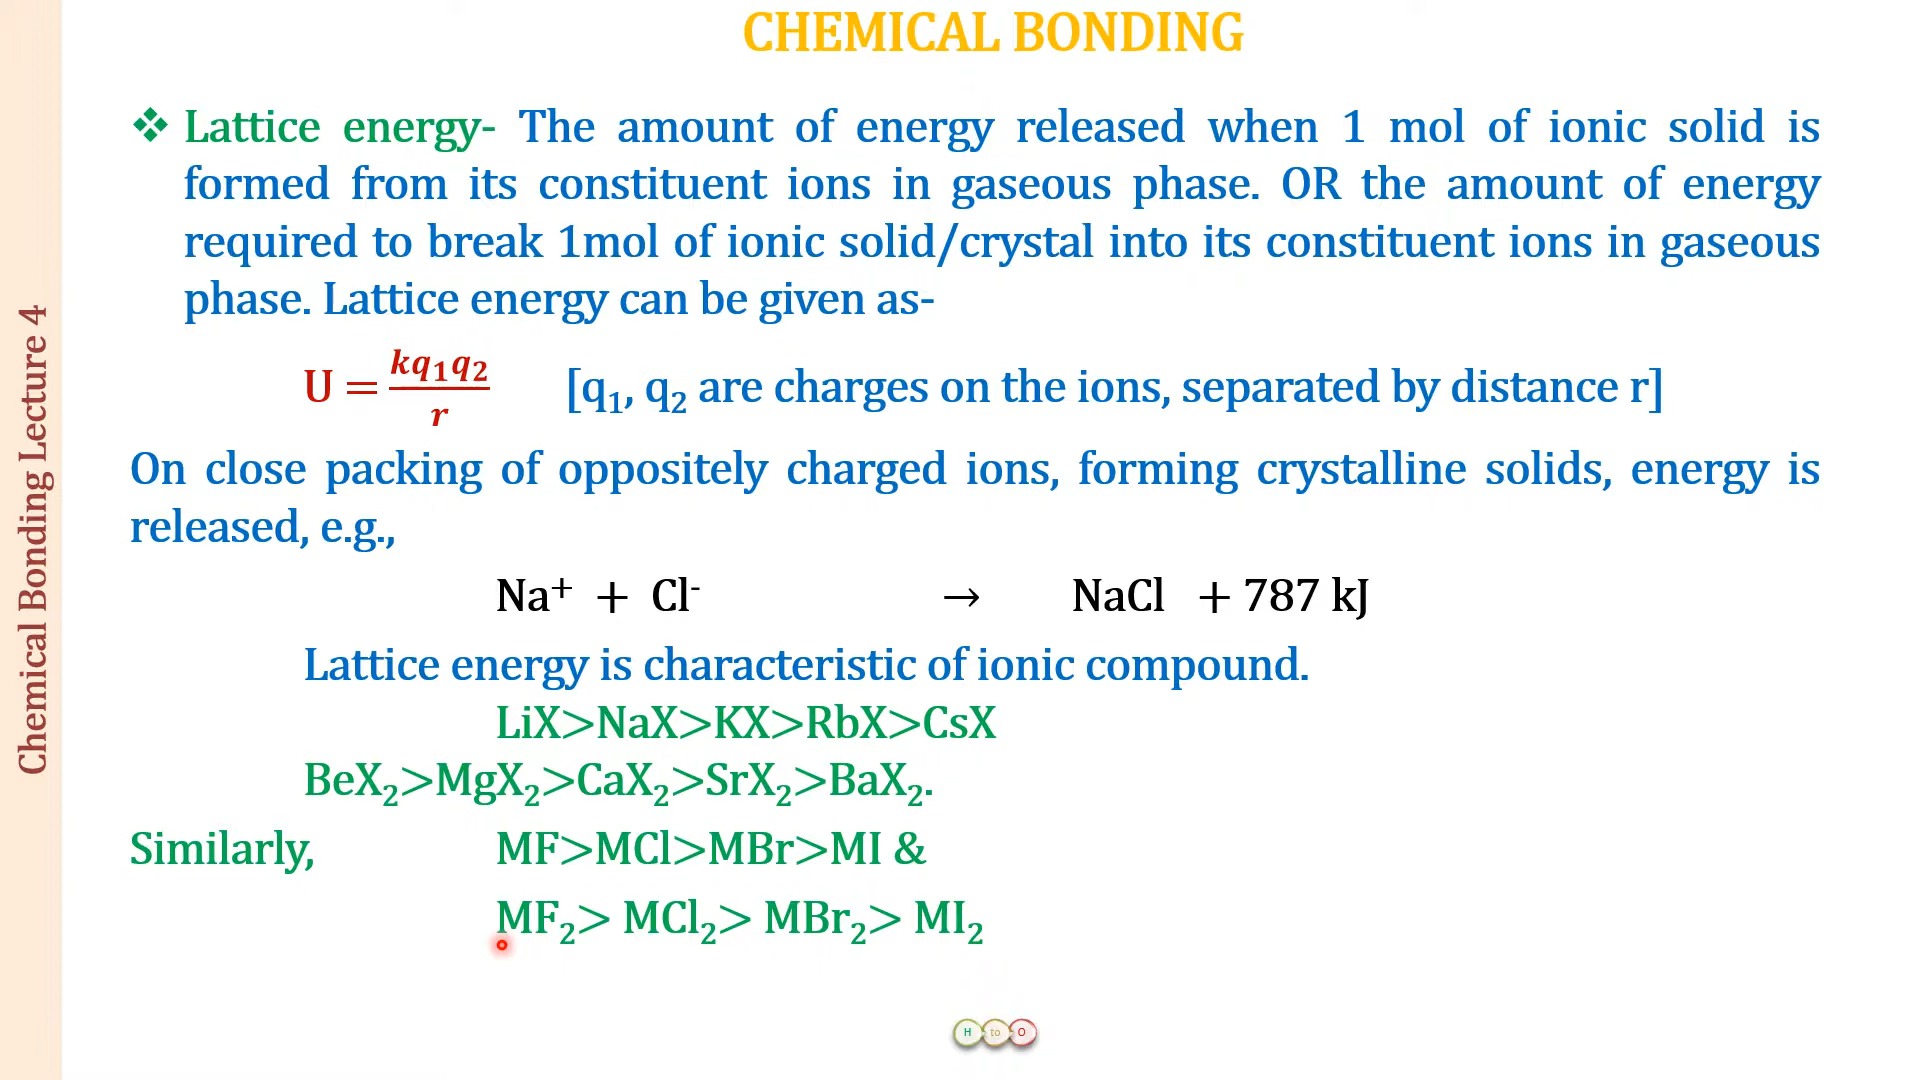 CHEMICAL BONDING
❖ Lattice energy- The amount of energy released when 1 mol of ionic solid is
formed from its constituent ions in gaseous phase. OR the amount of energy
required to break 1mol of ionic solid/crystal into its constituent ions in gaseous
phase. Lattice energy can be given as-
U = kq₁q₂/r [q₁, q₂ are charges on the ions, separated by distance r]
On close packing of oppositely charged ions, forming crystalline solids, energy is
released, e.g.,
Na⁺ + Cl⁻ → NaCl + 787 kJ
Lattice energy is characteristic of ionic compound.
LiX>NaX>KX>RbX>CsX
BeX₂>MgX₂>CaX₂>SrX₂>BaX₂.
Similarly, MF>MCl>MBr>MI &
MF₂> MCl₂> MBr₂> MI₂
Chemical Bonding Lecture 4
H to O